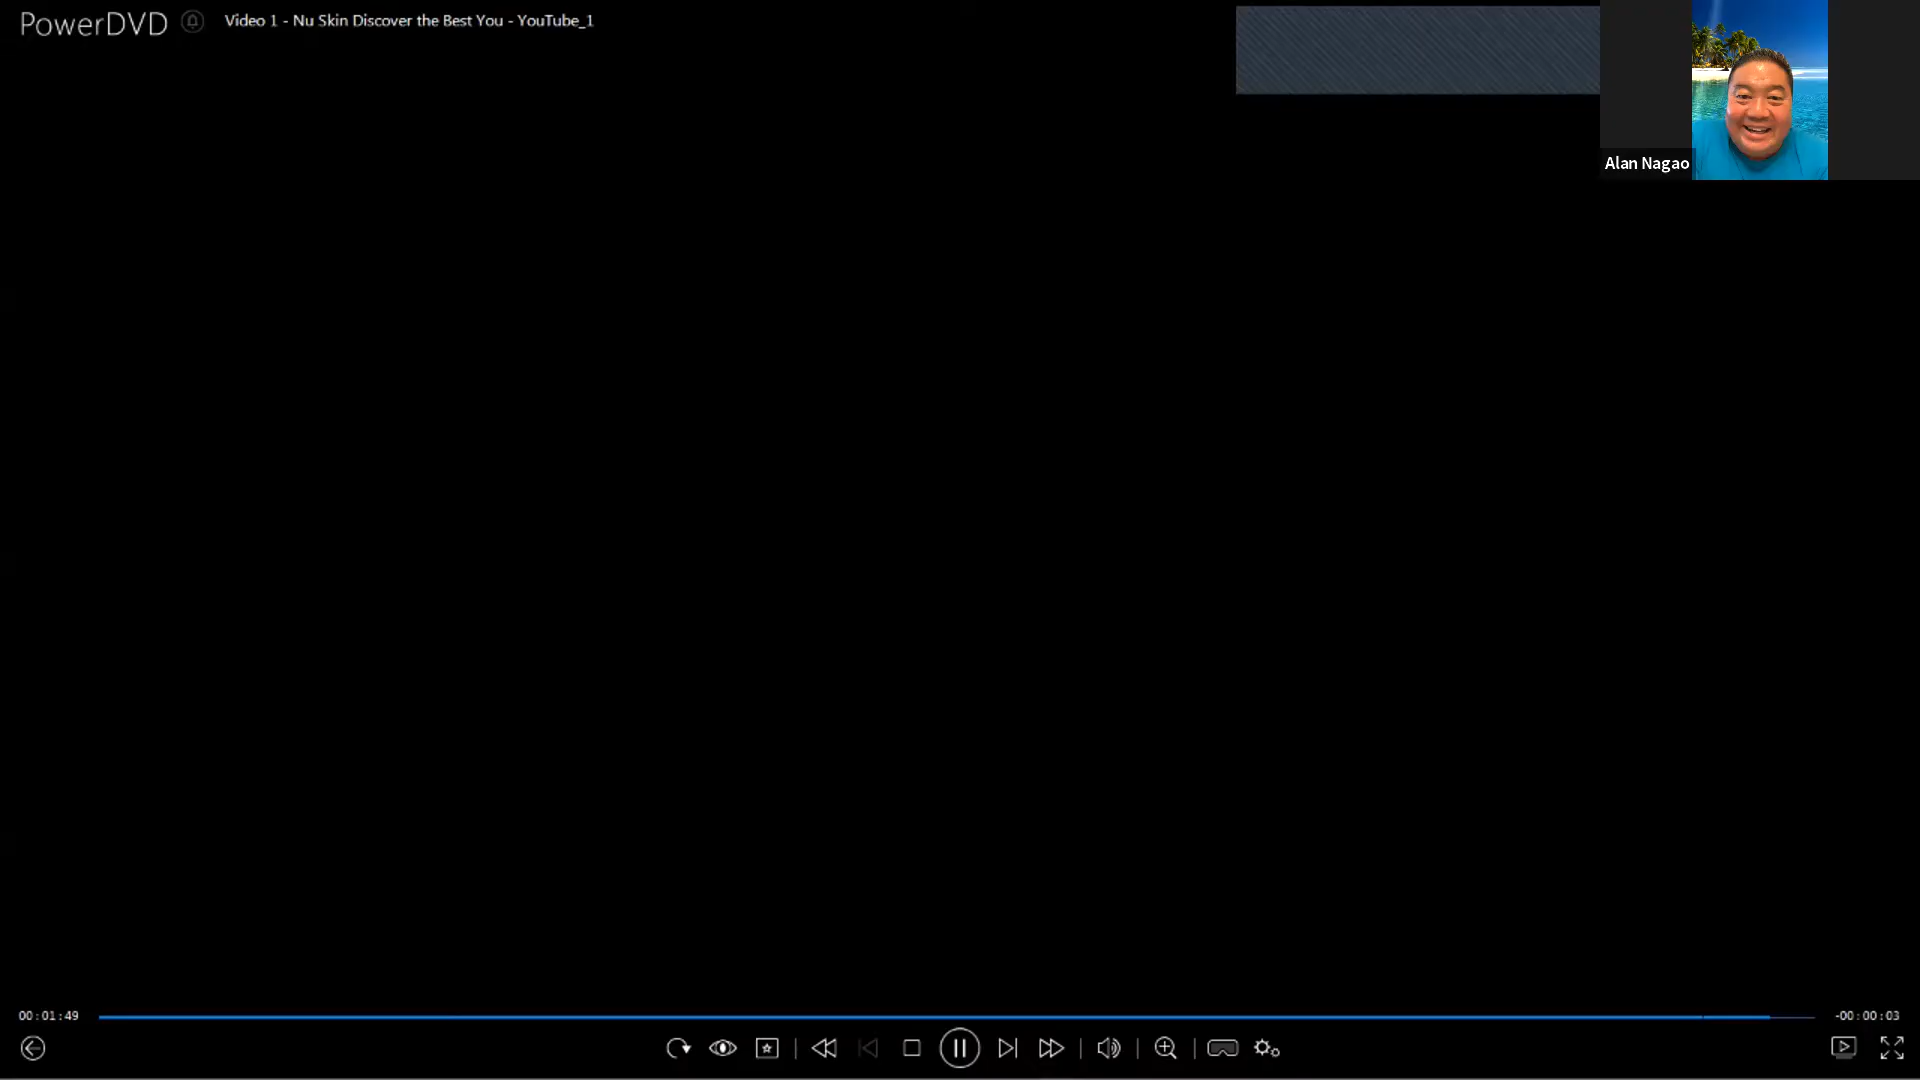 PowerDVD
Video 1 - Nu Skin Discover the Best You - YouTube_1
Alan Nagao
00:01:49
-00:00:03